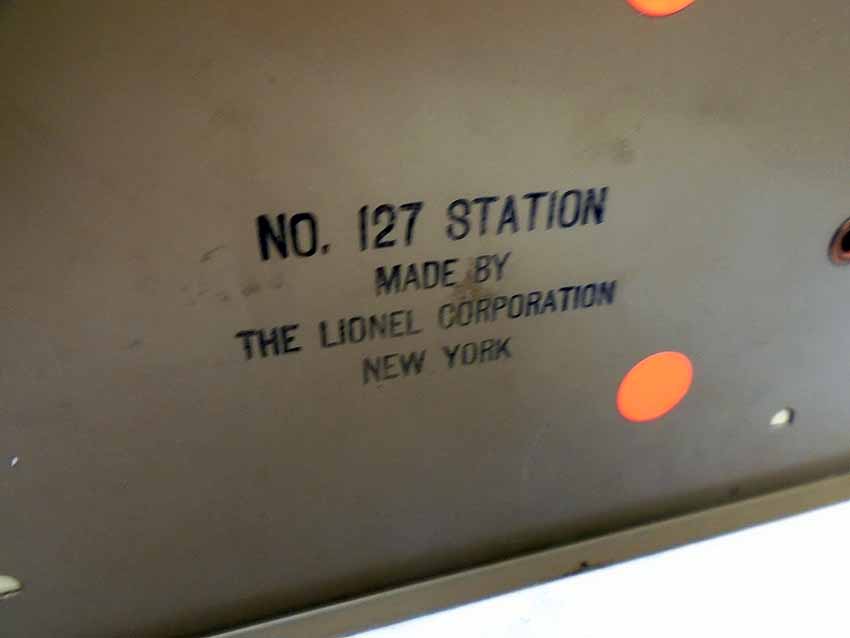 NO. 127 STATION
MADE BY
THE LIONEL CORPORATION
NEW YORK